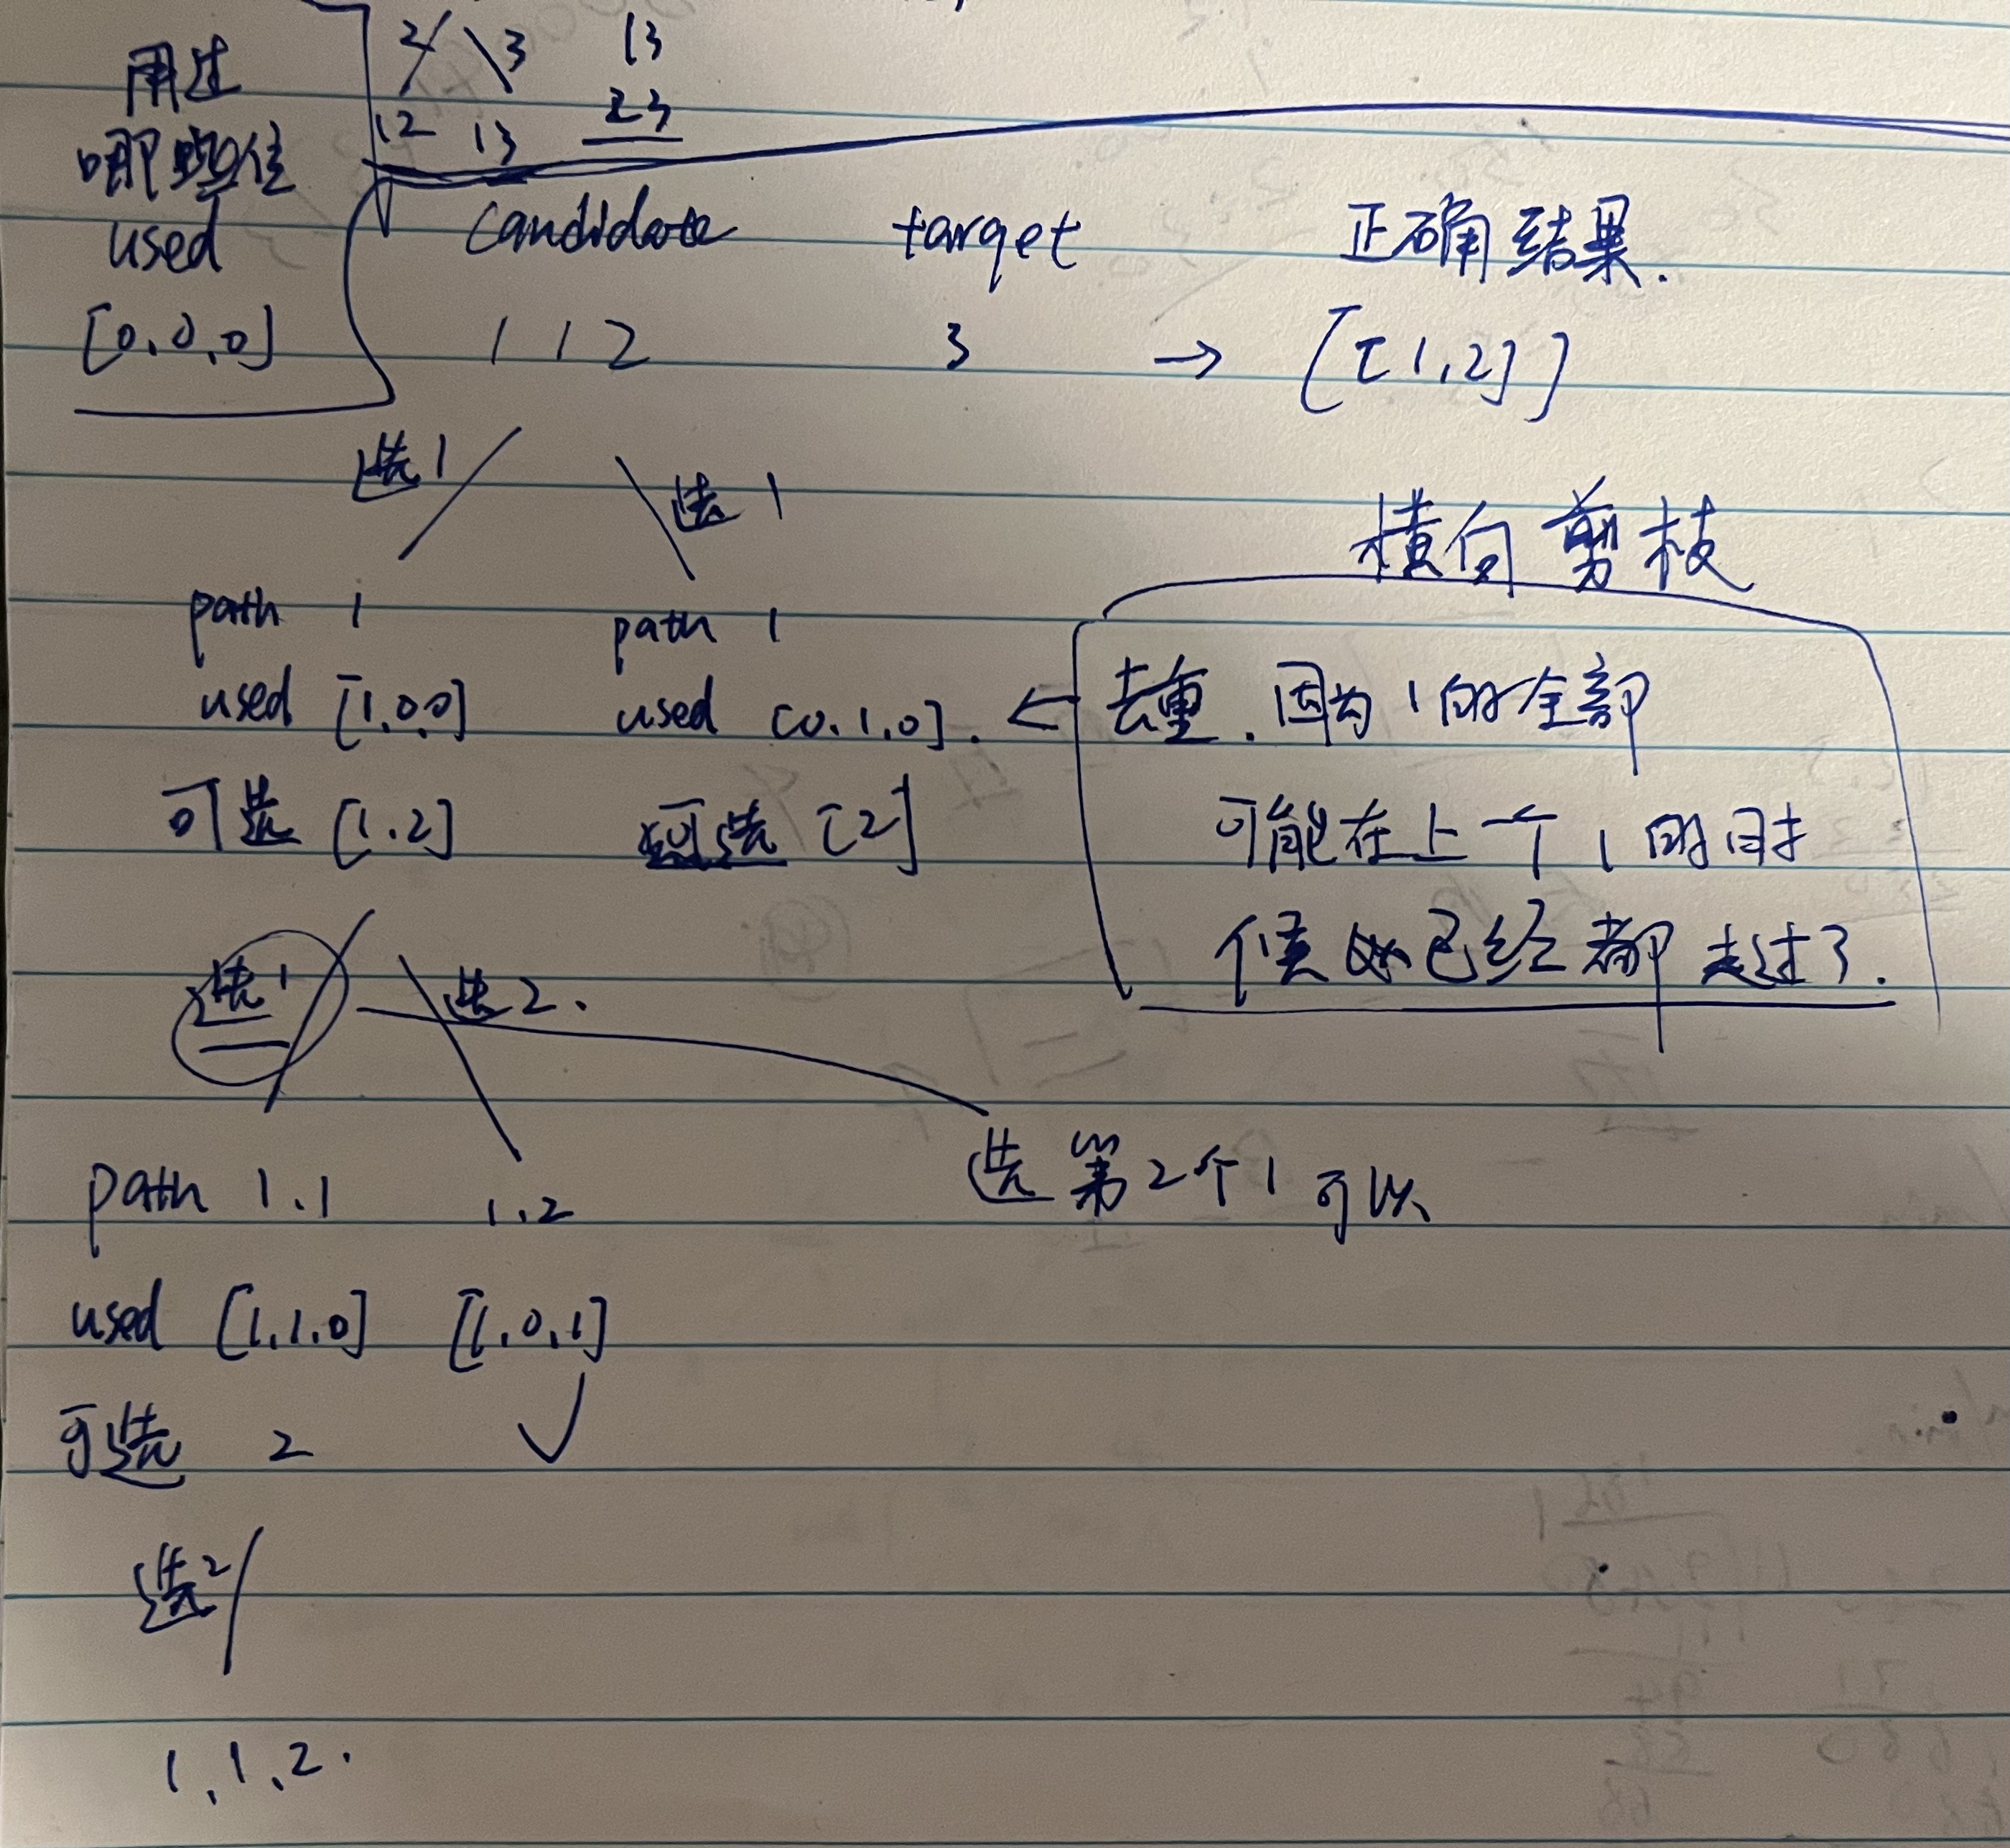 2 3 13
用过 23
哪些位 12 13
used candidate target 正确结果.
[0,0,0] 1 1 2 3 → [[1,2]]
选1 选1
横向剪枝
path 1 path 1
used [1,0,0] used [0,1,0]. ← 去重. 因为1的全部
可选 [1,2] 可选 [2] 可能在上一个1的时
候 已经都走过了.
选1 选2.
选第2个1可以
path 1,1 1,2
used [1,1,0] [1,0,1]
可选 2 ✓
选2
1,1,2.